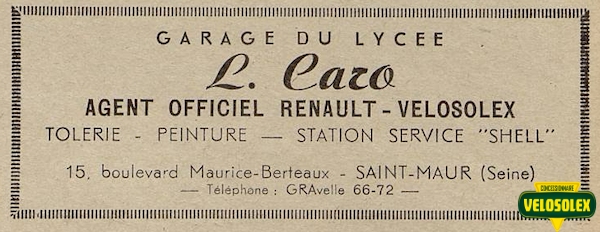 GARAGE DU LYCEE
L. Caro
AGENT OFFICIEL RENAULT - VELOSOLEX
TOLERIE - PEINTURE — STATION SERVICE "SHELL"
15, boulevard Maurice-Berteaux - SAINT-MAUR (Seine)
— Téléphone : GRAvelle 66-72 —
CONCESSIONNAIRE
VELOSOLEX